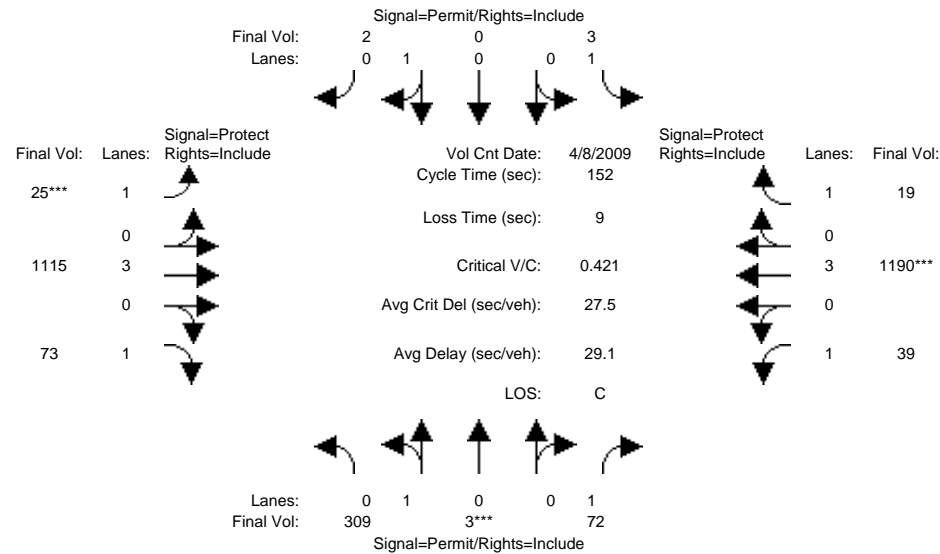 Signal=Permit/Rights=Include
Final Vol: 2 0 3
Lanes: 0 1 0 0 1
Signal=Protect Signal=Protect
Final Vol: Lanes: Rights=Include Vol Cnt Date: 4/8/2009 Rights=Include Lanes: Final Vol:
Cycle Time (sec): 152
25*** 1 1 19
Loss Time (sec): 9
0 0
1115 3 Critical V/C: 0.421 3 1190***
0 Avg Crit Del (sec/veh): 27.5 0
73 1 Avg Delay (sec/veh): 29.1 1 39
LOS: C
Lanes: 0 1 0 0 1
Final Vol: 309 3*** 72
Signal=Permit/Rights=Include